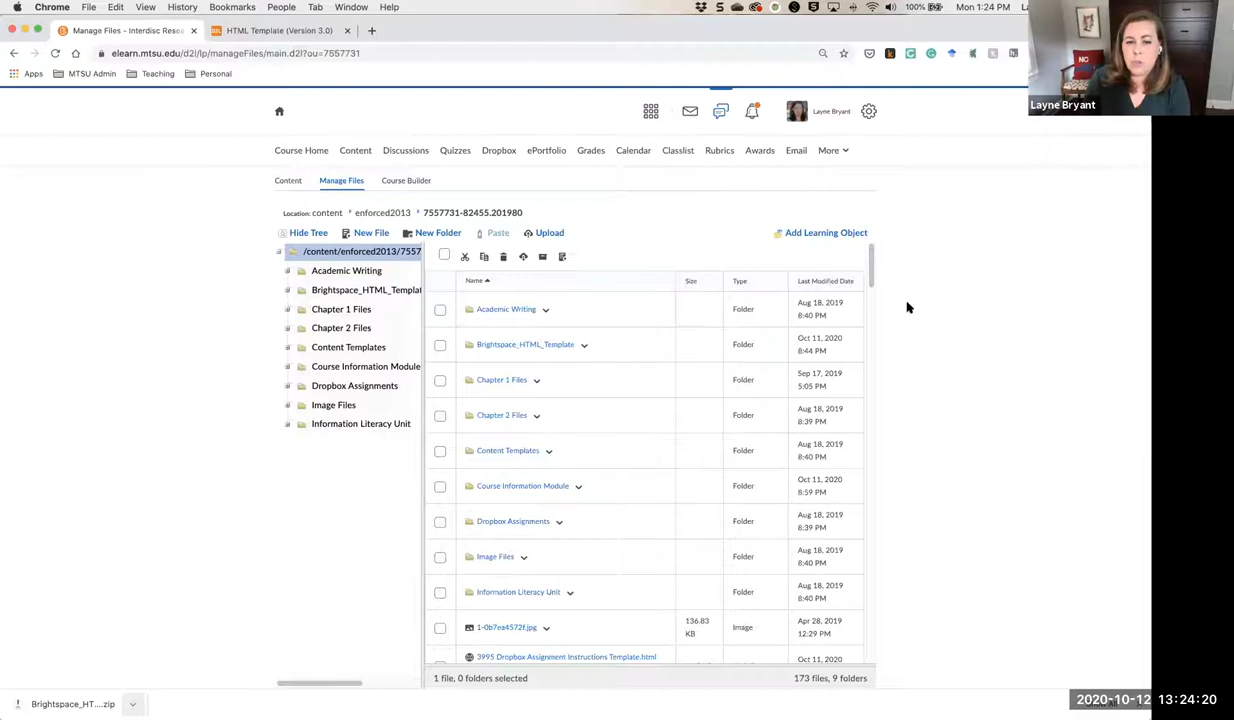 Chrome File Edit View History Bookmarks People Tab Window Help 100% Mon 1:24 PM
Manage Files - Interdisc Rese HTML Template (Version 3.0)
elearn.mtsu.edu/d2l/lp/manageFiles/main.d2l?ou=7557731
Apps MTSU Admin Teaching Personal
Layne Bryant
Layne Bryant
Course Home Content Discussions Quizzes Dropbox ePortfolio Grades Calendar Classlist Rubrics Awards Email More
Content Manage Files Course Builder
Location: content enforced2013 7557731-82455.201980
Hide Tree New File New Folder Paste Upload Add Learning Object
/content/enforced2013/7557
Academic Writing
Brightspace_HTML_Templat
Chapter 1 Files
Chapter 2 Files
Content Templates
Course Information Module
Dropbox Assignments
Image Files
Information Literacy Unit
Name Size Type Last Modified Date
Academic Writing Folder Aug 18, 2019
8:40 PM
Brightspace_HTML_Template Folder Oct 11, 2020
8:44 PM
Chapter 1 Files Folder Sep 17, 2019
5:05 PM
Chapter 2 Files Folder Aug 18, 2019
8:39 PM
Content Templates Folder Aug 18, 2019
8:40 PM
Course Information Module Folder Oct 11, 2020
8:59 PM
Dropbox Assignments Folder Aug 18, 2019
8:39 PM
Image Files Folder Aug 18, 2019
8:40 PM
Information Literacy Unit Folder Aug 18, 2019
8:40 PM
1-0b7ea4572f.jpg 136.83 KB Image Apr 28, 2019
12:29 PM
3995 Dropbox Assignment Instructions Template.html Oct 11, 2020
1 file, 0 folders selected 173 files, 9 folders
Brightspace_HT....zip
2020-10-12 13:24:20